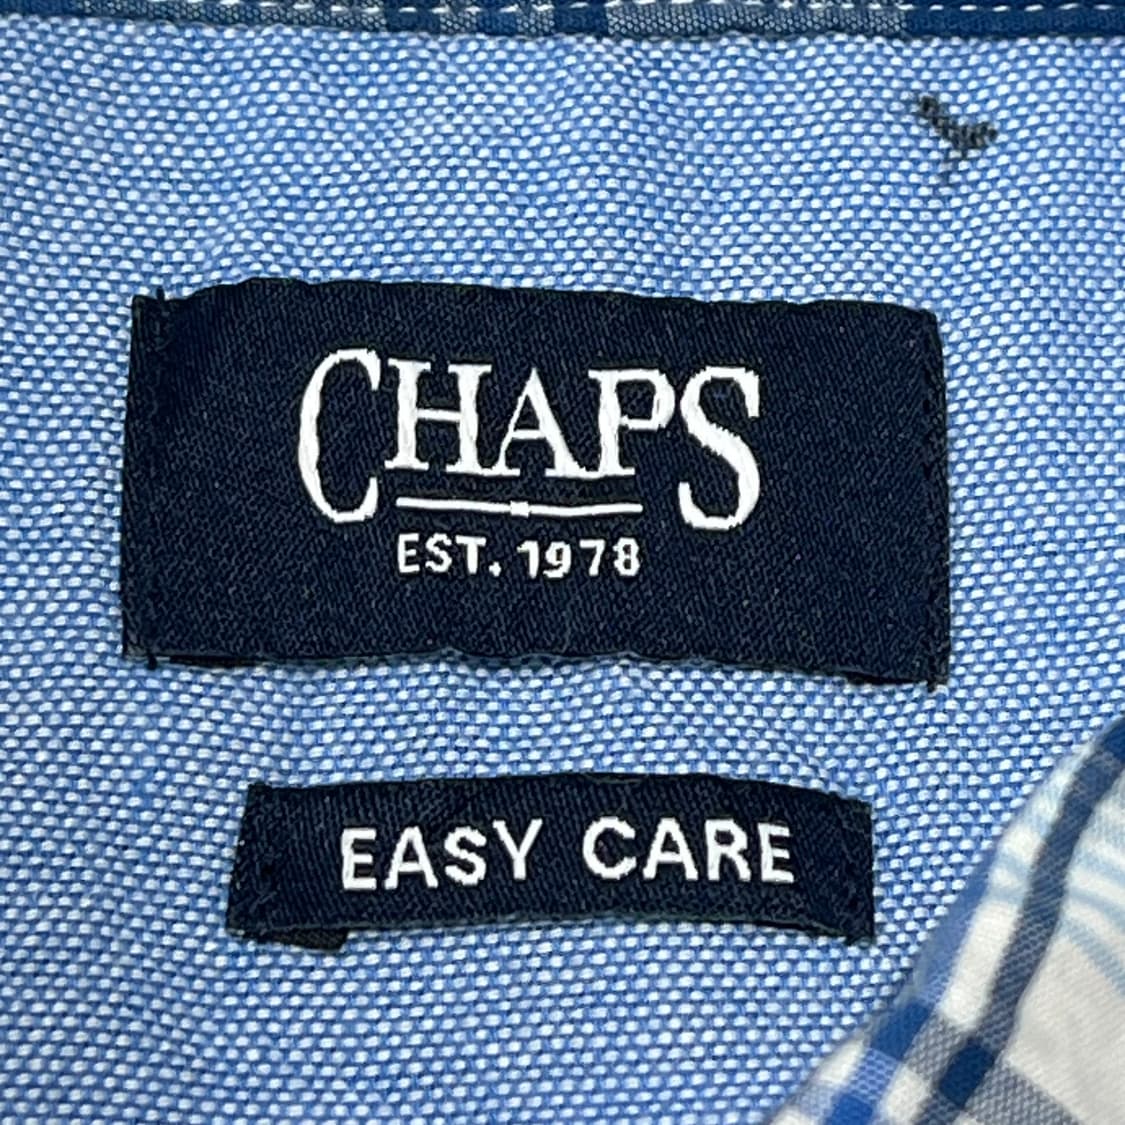 CHAPS
EST. 1978
EASY CARE